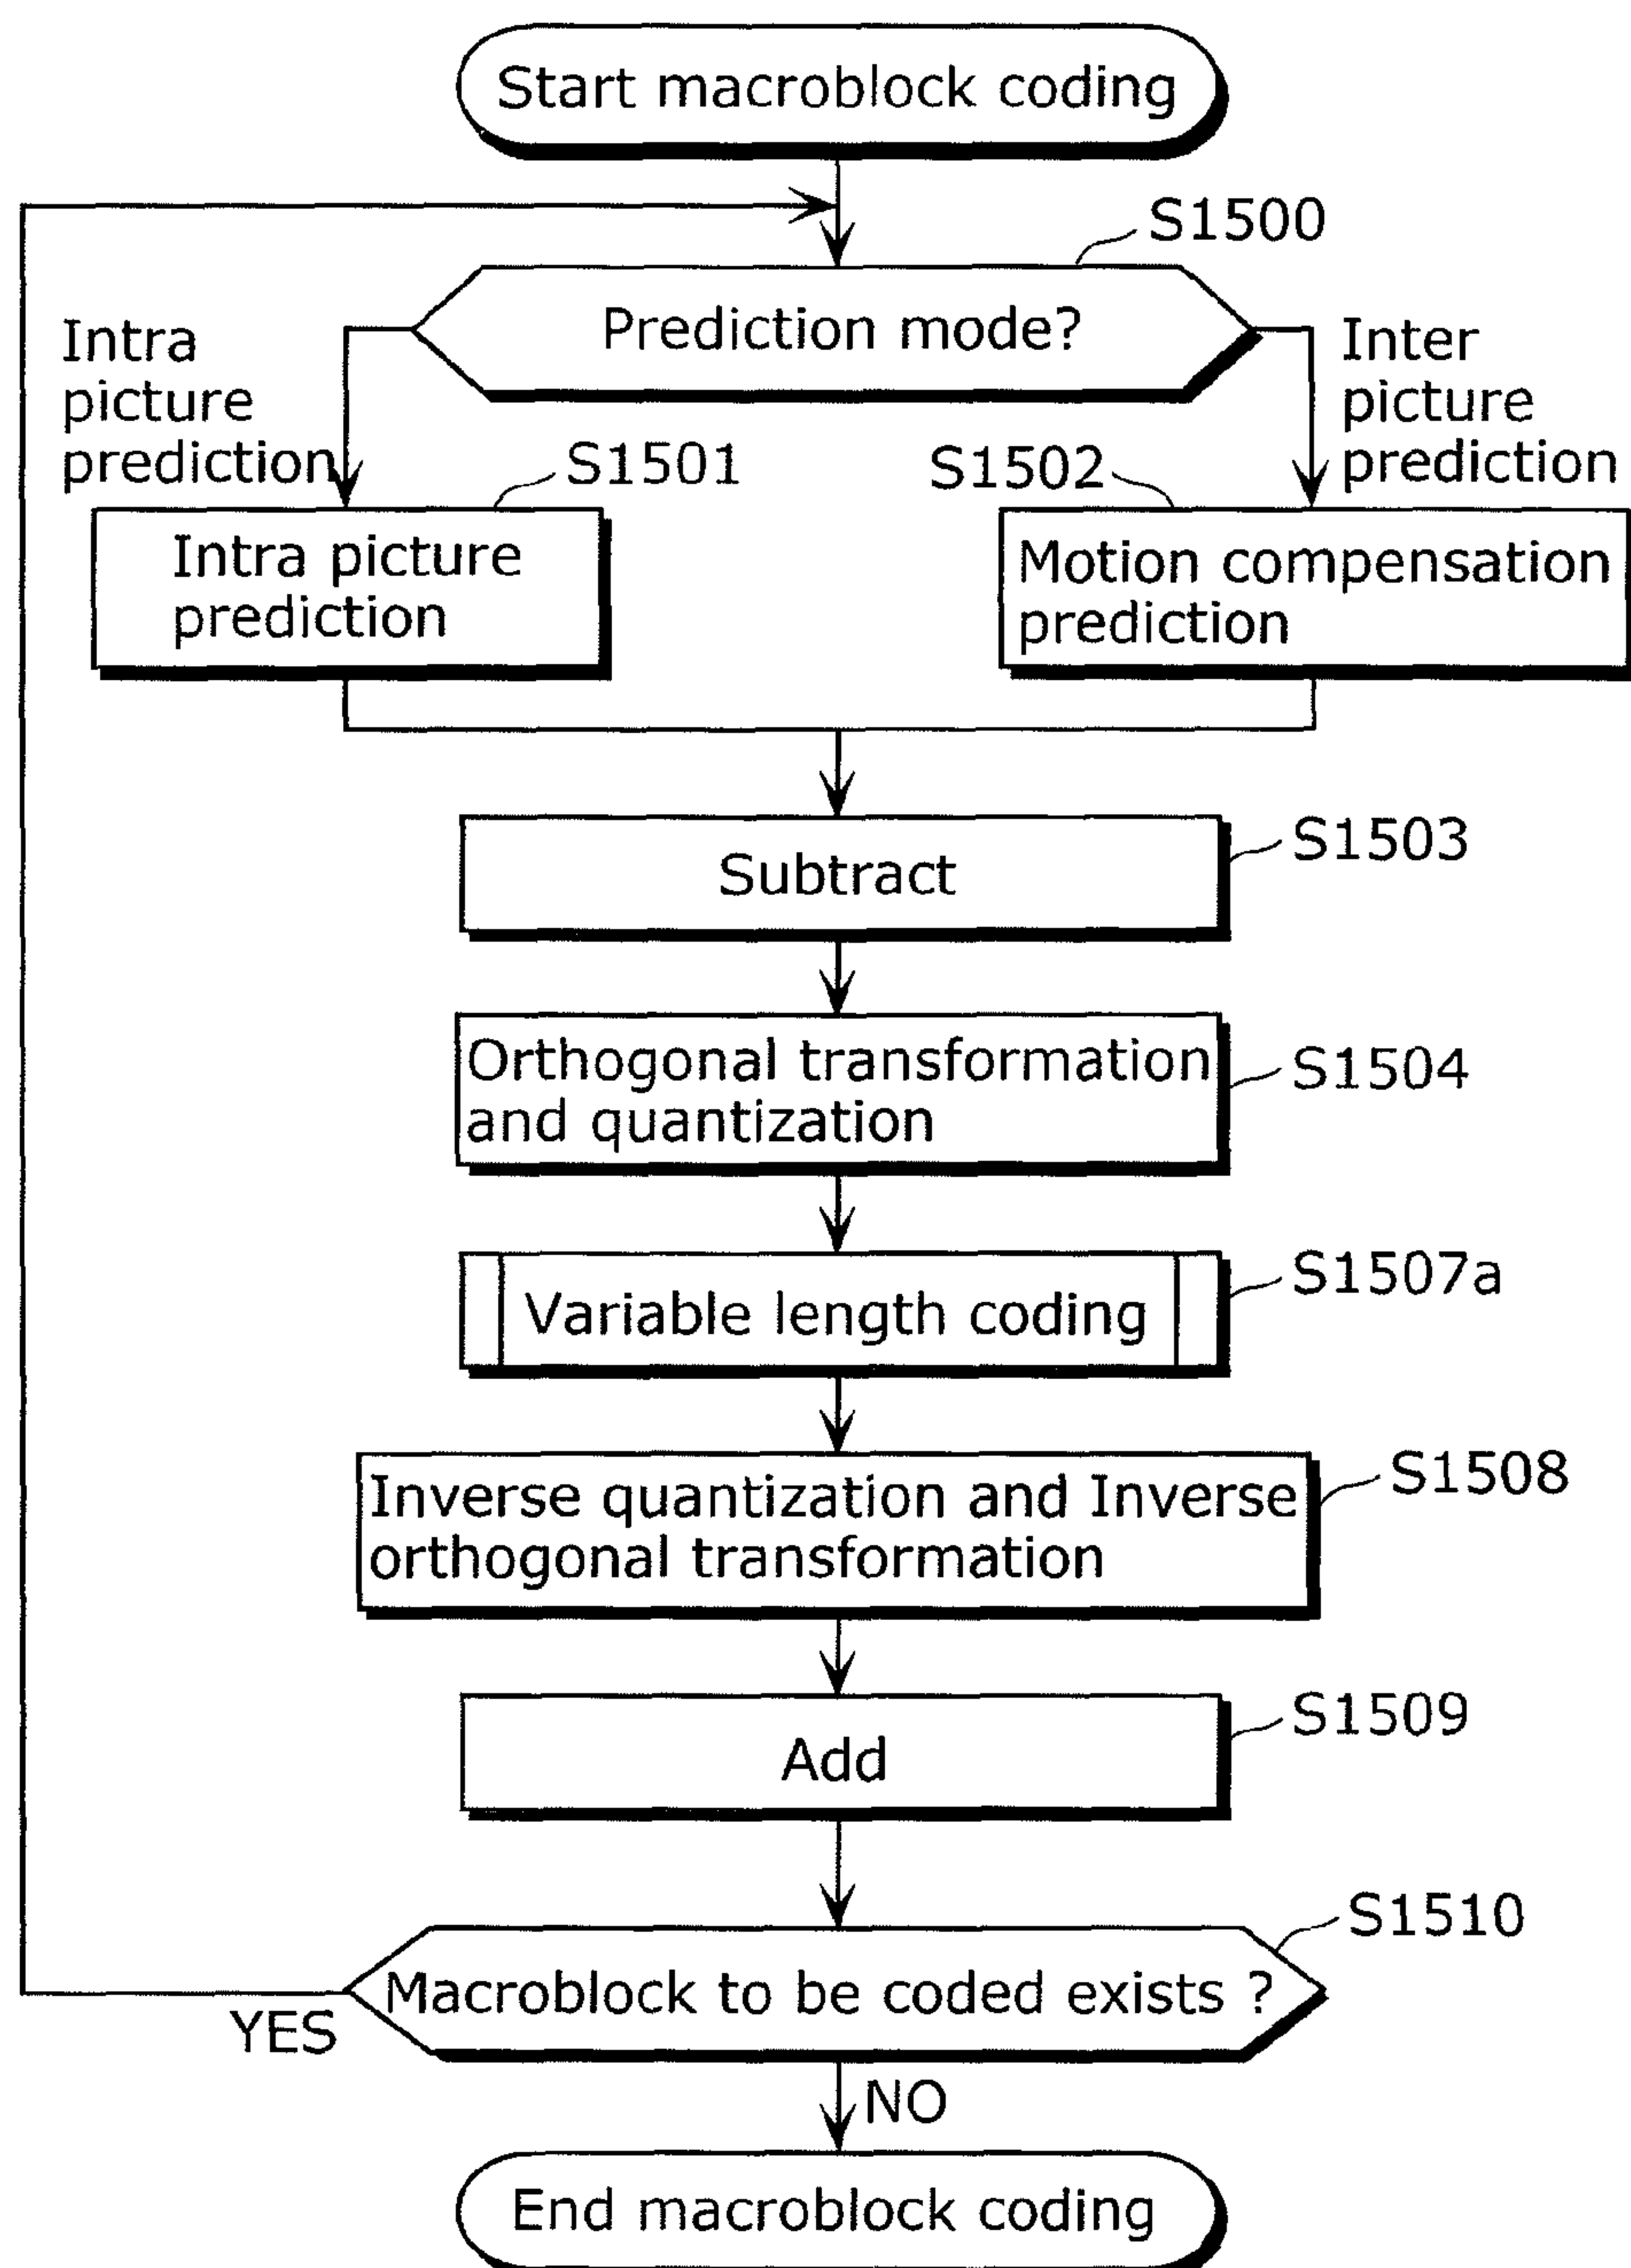 Start macroblock coding
S1500
Prediction mode?
Intra
picture
prediction
Inter
picture
prediction
S1501
S1502
Intra picture
prediction
Motion compensation
prediction
S1503
Subtract
S1504
Orthogonal transformation
and quantization
S1507a
Variable length coding
S1508
Inverse quantization and Inverse
orthogonal transformation
S1509
Add
S1510
Macroblock to be coded exists ?
YES
NO
End macroblock coding